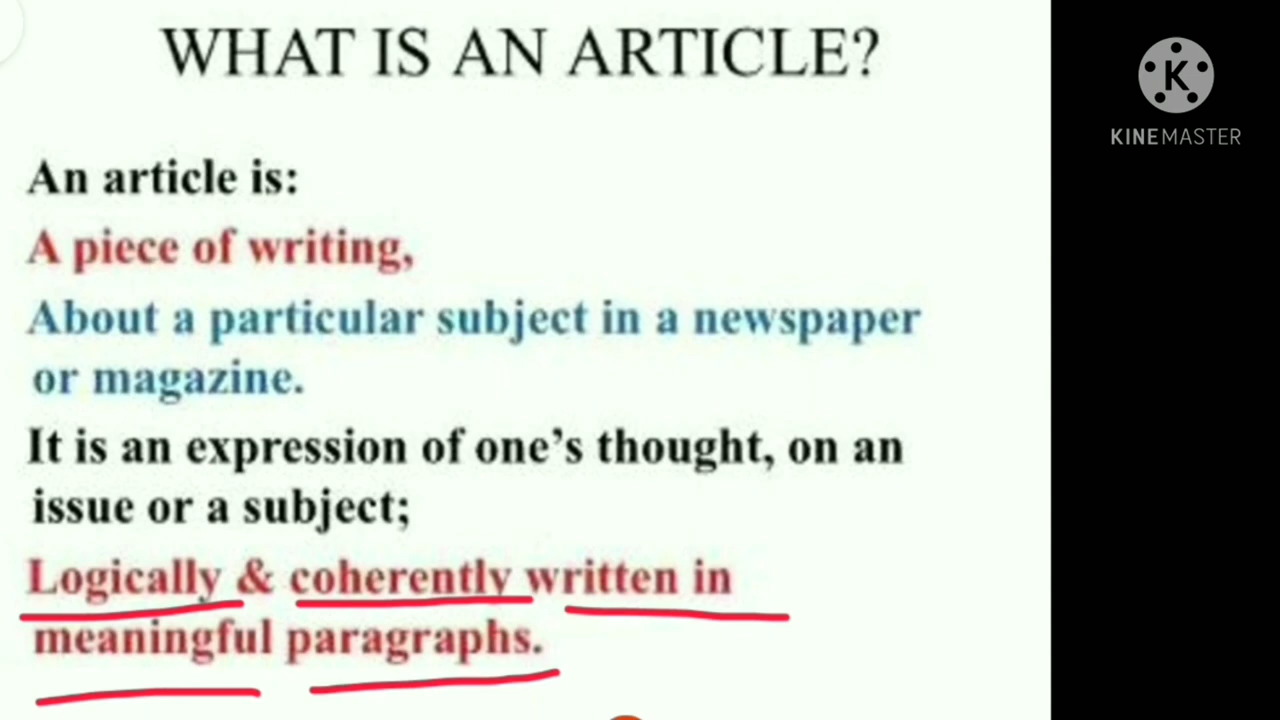 WHAT IS AN ARTICLE?
KINEMASTER
An article is:
A piece of writing,
About a particular subject in a newspaper
or magazine.
It is an expression of one’s thought, on an
issue or a subject;
Logically & coherently written in
meaningful paragraphs.